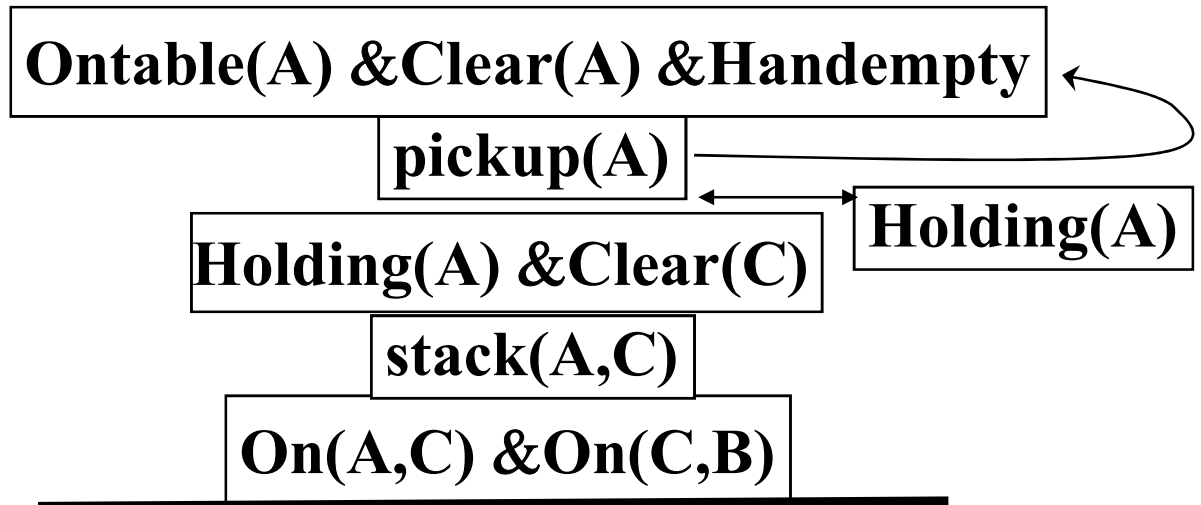 Ontable(A) &Clear(A) &Handempty
pickup(A)
Holding(A)
Holding(A) &Clear(C)
stack(A,C)
On(A,C) &On(C,B)